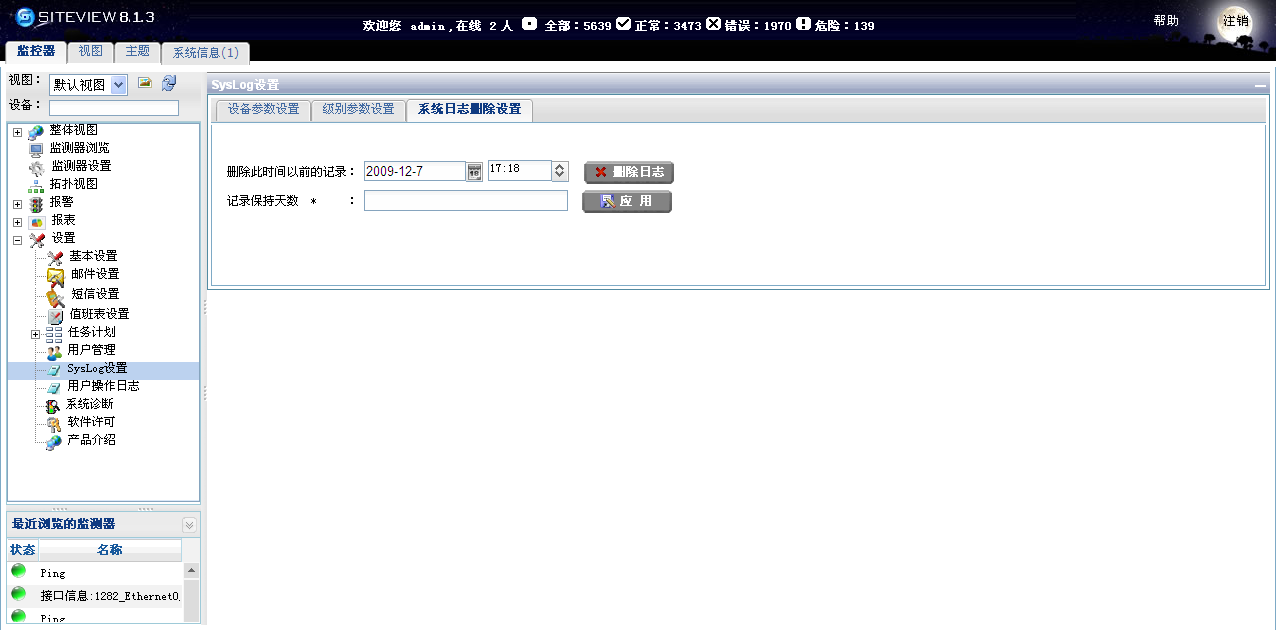 SITEVIEW 8.1.3
欢迎您 admin,在线 2 人 全部：5639 正常：3473 错误：1970 危险：139
帮助 注销
监控器 视图 主题 系统信息(1)
视图： 默认视图
设备：
整体视图
监测器浏览
监测器设置
拓扑视图
报警
报表
设置
基本设置
邮件设置
短信设置
值班表设置
任务计划
用户管理
SysLog设置
用户操作日志
系统诊断
软件许可
产品介绍
最近浏览的监测器
状态 名称
Ping
接口信息:1282_Ethernet0,
Ping
SysLog设置
设备参数设置 级别参数设置 系统日志删除设置
删除此时间以前的记录： 2009-12-7 17:18 删除日志
记录保持天数 * ： 应 用